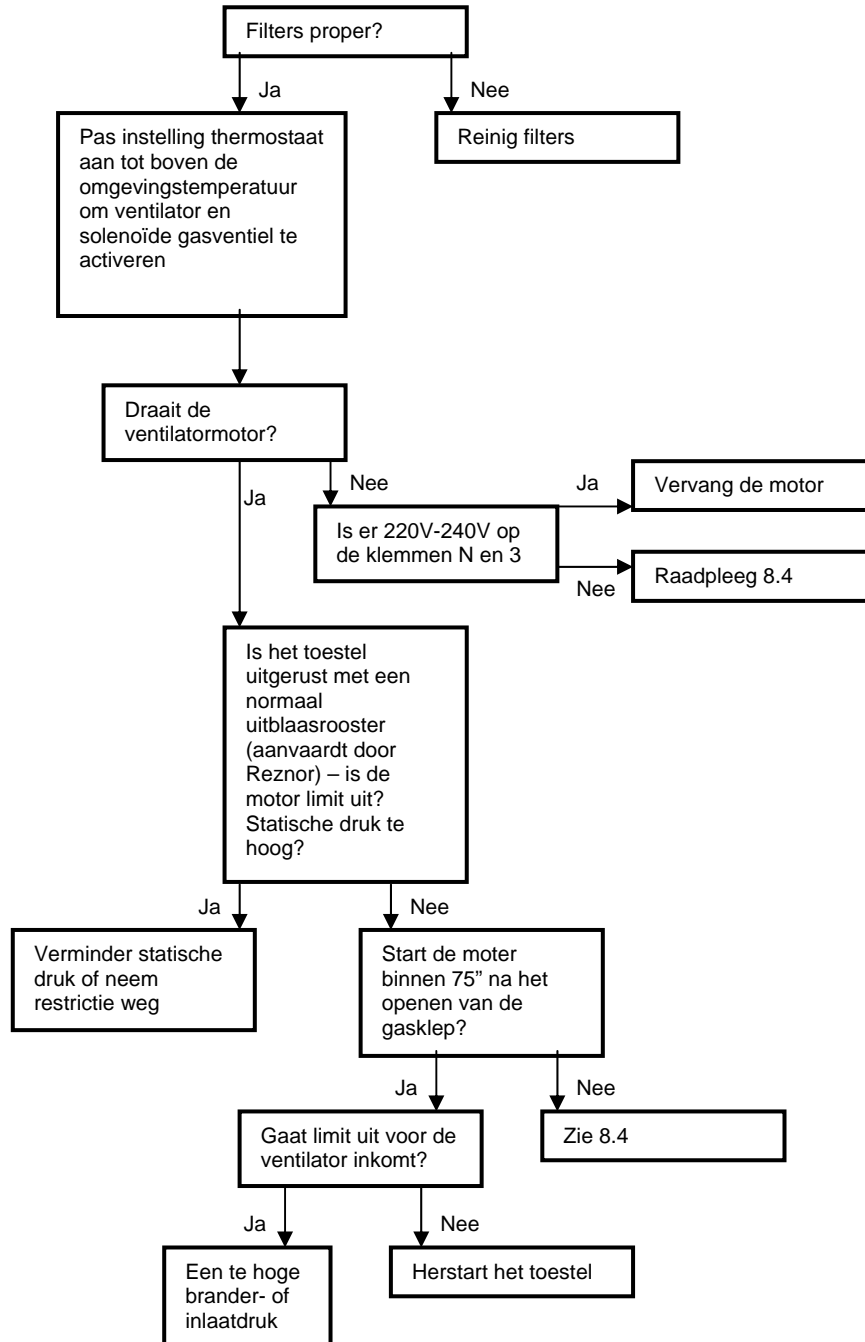 Filters proper?
Ja
Nee
Pas instelling thermostaat
aan tot boven de
omgevingstemperatuur
om ventilator en
solenoïde gasventiel te
activeren
Reinig filters
Draait de
ventilatormotor?
Ja
Nee
Is er 220V-240V op
de klemmen N en 3
Ja
Vervang de motor
Nee
Raadpleeg 8.4
Is het toestel
uitgerust met een
normaal
uitblaasrooster
(aanvaardt door
Reznor) – is de
motor limit uit?
Statische druk te
hoog?
Ja
Nee
Verminder statische
druk of neem
restrictie weg
Start de moter
binnen 75” na het
openen van de
gasklep?
Ja
Nee
Gaat limit uit voor de
ventilator inkomt?
Zie 8.4
Ja
Nee
Een te hoge
brander- of
inlaatdruk
Herstart het toestel